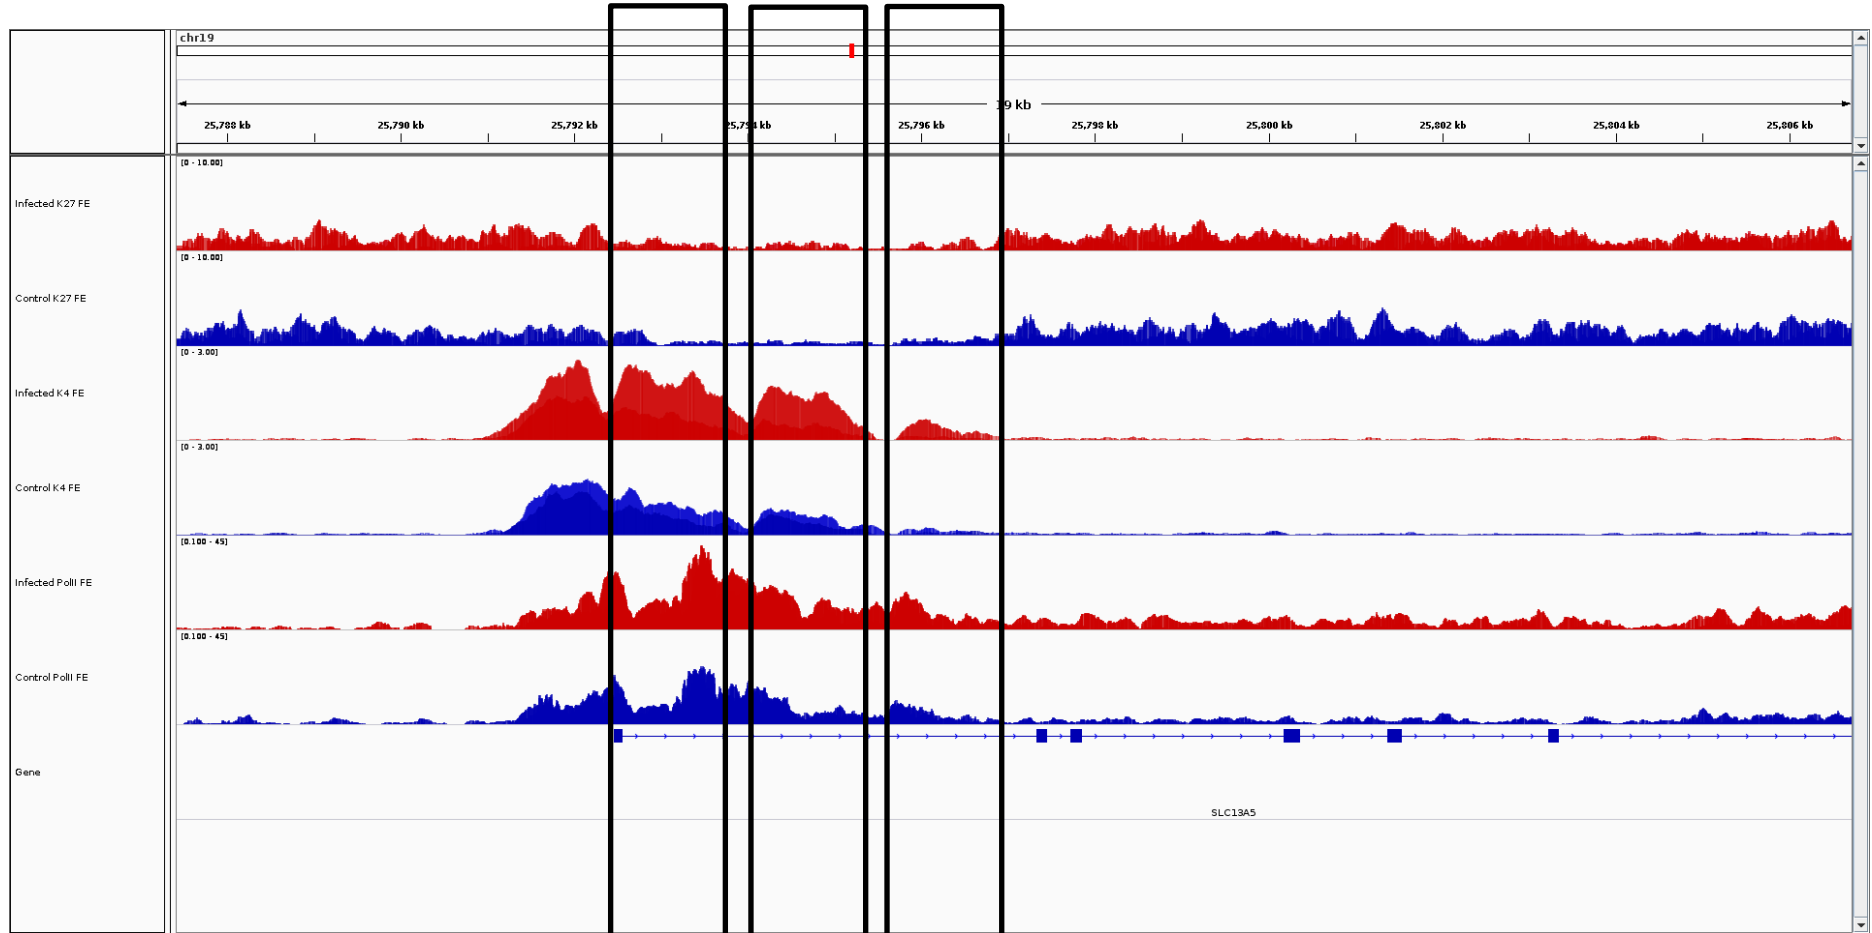 chr19
19 kb
25,788 kb 25,790 kb 25,792 kb 25,794 kb 25,796 kb 25,798 kb 25,800 kb 25,802 kb 25,804 kb 25,806 kb
[0 - 10.00]
Infected K27 FE
[0 - 10.00]
Control K27 FE
[0 - 3.00]
Infected K4 FE
[0 - 3.00]
Control K4 FE
[0.100 - 45]
Infected PolII FE
[0.100 - 45]
Control PolII FE
Gene
SLC13A5